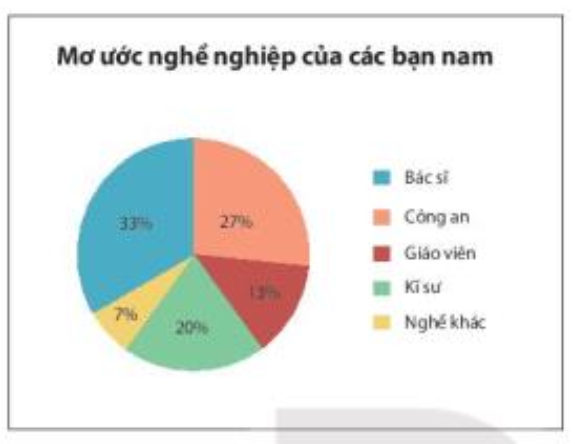 Mơ ước nghề nghiệp của các bạn nam
33%
27%
13%
7%
20%
Bác sĩ
Công an
Giáo viên
Kĩ sư
Nghề khác